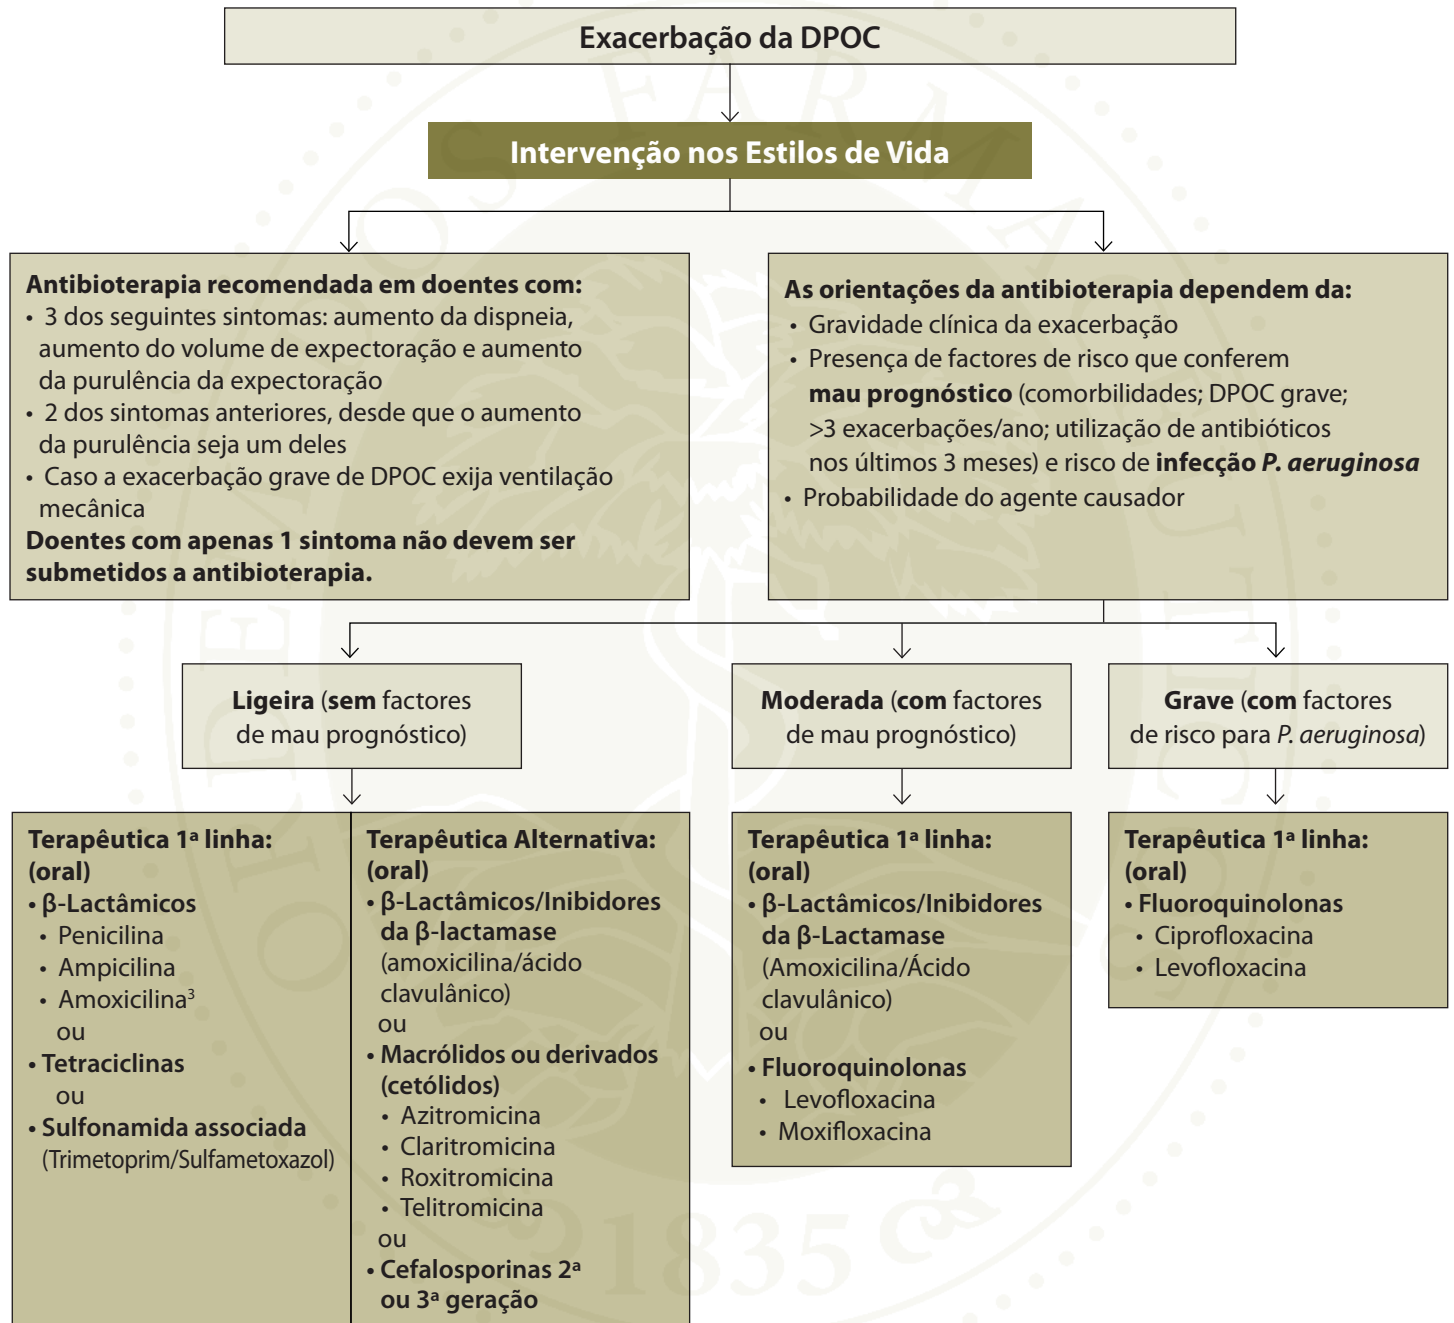 Exacerbação da DPOC
Intervenção nos Estilos de Vida
Antibioterapia recomendada em doentes com:
• 3 dos seguintes sintomas: aumento da dispneia,
aumento do volume de expectoração e aumento
da purulência da expectoração
• 2 dos sintomas anteriores, desde que o aumento
da purulência seja um deles
• Caso a exacerbação grave de DPOC exija ventilação
mecânica
Doentes com apenas 1 sintoma não devem ser
submetidos a antibioterapia.
As orientações da antibioterapia dependem da:
• Gravidade clínica da exacerbação
• Presença de factores de risco que conferem
mau prognóstico (comorbilidades; DPOC grave;
>3 exacerbações/ano; utilização de antibióticos
nos últimos 3 meses) e risco de infecção P. aeruginosa
• Probabilidade do agente causador
Ligeira (sem factores
de mau prognóstico)
Moderada (com factores
de mau prognóstico)
Grave (com factores
de risco para P. aeruginosa)
Terapêutica 1ª linha:
(oral)
• β-Lactâmicos
• Penicilina
• Ampicilina
• Amoxicilina³
ou
• Tetraciclinas
ou
• Sulfonamida associada
(Trimetoprim/Sulfametoxazol)
Terapêutica Alternativa:
(oral)
• β-Lactâmicos/Inibidores
da β-lactamase
(amoxicilina/ácido
clavulânico)
ou
• Macrólidos ou derivados
(cetólidos)
• Azitromicina
• Claritromicina
• Roxitromicina
• Telitromicina
ou
• Cefalosporinas 2ª
ou 3ª geração
Terapêutica 1ª linha:
(oral)
• β-Lactâmicos/Inibidores
da β-Lactamase
(Amoxicilina/Ácido
clavulânico)
ou
• Fluoroquinolonas
• Levofloxacina
• Moxifloxacina
Terapêutica 1ª linha:
(oral)
• Fluoroquinolonas
• Ciprofloxacina
• Levofloxacina
ORDEM DOS FARMACÊUTICOS
1835